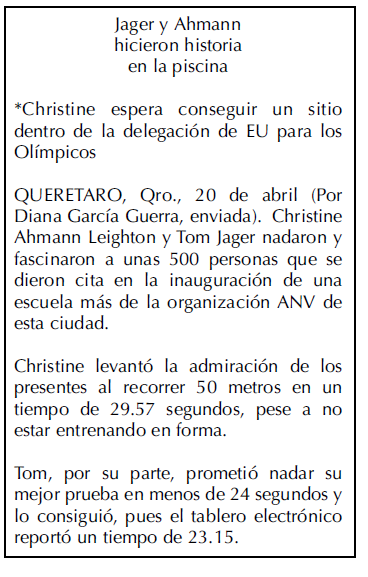 Jager y Ahmann
hicieron historia
en la piscina
*Christine espera conseguir un sitio
dentro de la delegación de EU para los
Olímpicos
QUERETARO, Qro., 20 de abril (Por
Diana García Guerra, enviada). Christine
Ahmann Leighton y Tom Jager nadaron y
fascinaron a unas 500 personas que se
dieron cita en la inauguración de una
escuela más de la organización ANV de
esta ciudad.
Christine levantó la admiración de los
presentes al recorrer 50 metros en un
tiempo de 29.57 segundos, pese a no
estar entrenando en forma.
Tom, por su parte, prometió nadar su
mejor prueba en menos de 24 segundos y
lo consiguió, pues el tablero electrónico
reportó un tiempo de 23.15.